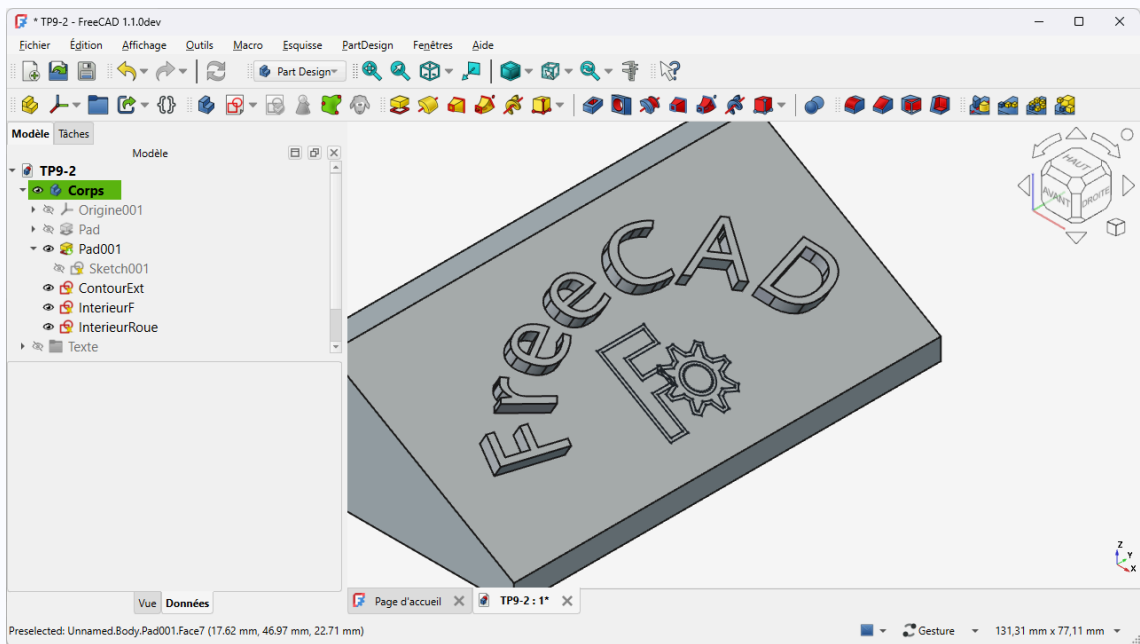 * TP9-2 - FreeCAD 1.1.0dev
Fichier Édition Affichage Outils Macro Esquisse PartDesign Fenêtres Aide
Part Design
Modèle Tâches
Modèle
TP9-2
Corps
Origine001
Pad
Pad001
Sketch001
ContourExt
InterieurF
InterieurRoue
Texte
FreeCAD
HAUT
AVANT
DROITE
Z
Y
X
Vue Données
Page d'accueil TP9-2 : 1*
Preselected: Unnamed.Body.Pad001.Face7 (17.62 mm, 46.97 mm, 22.71 mm) Gesture 131,31 mm x 77,11 mm